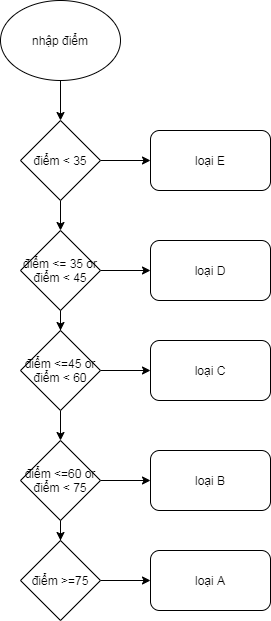 nhập điểm
điểm < 35
loại E
điểm <= 35 or
điểm < 45
loại D
điểm <=45 or
điểm < 60
loại C
điểm <=60 or
điểm < 75
loại B
điểm >=75
loại A